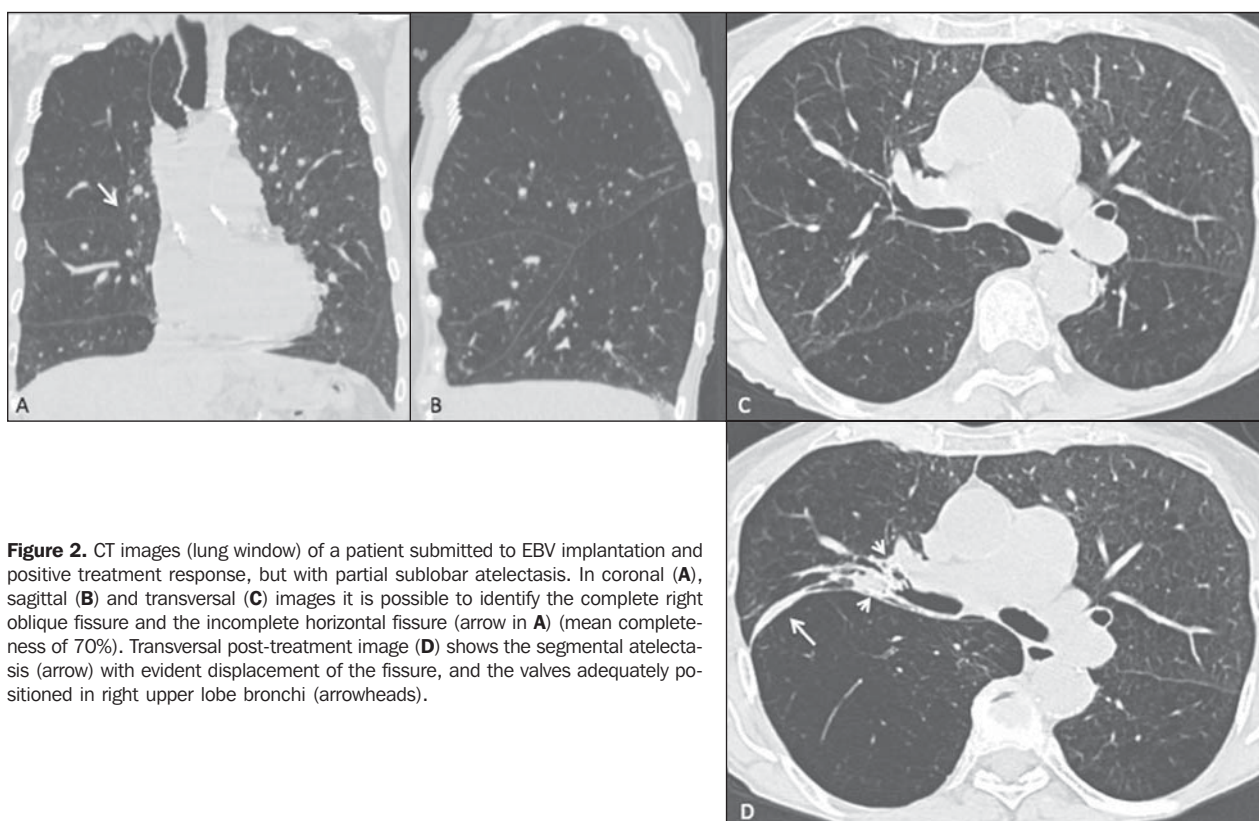 A
B
C
Figure 2. CT images (lung window) of a patient submitted to EBV implantation and
positive treatment response, but with partial sublobar atelectasis. In coronal (A),
sagittal (B) and transversal (C) images it is possible to identify the complete right
oblique fissure and the incomplete horizontal fissure (arrow in A) (mean complete-
ness of 70%). Transversal post-treatment image (D) shows the segmental atelecta-
sis (arrow) with evident displacement of the fissure, and the valves adequately po-
sitioned in right upper lobe bronchi (arrowheads).
D